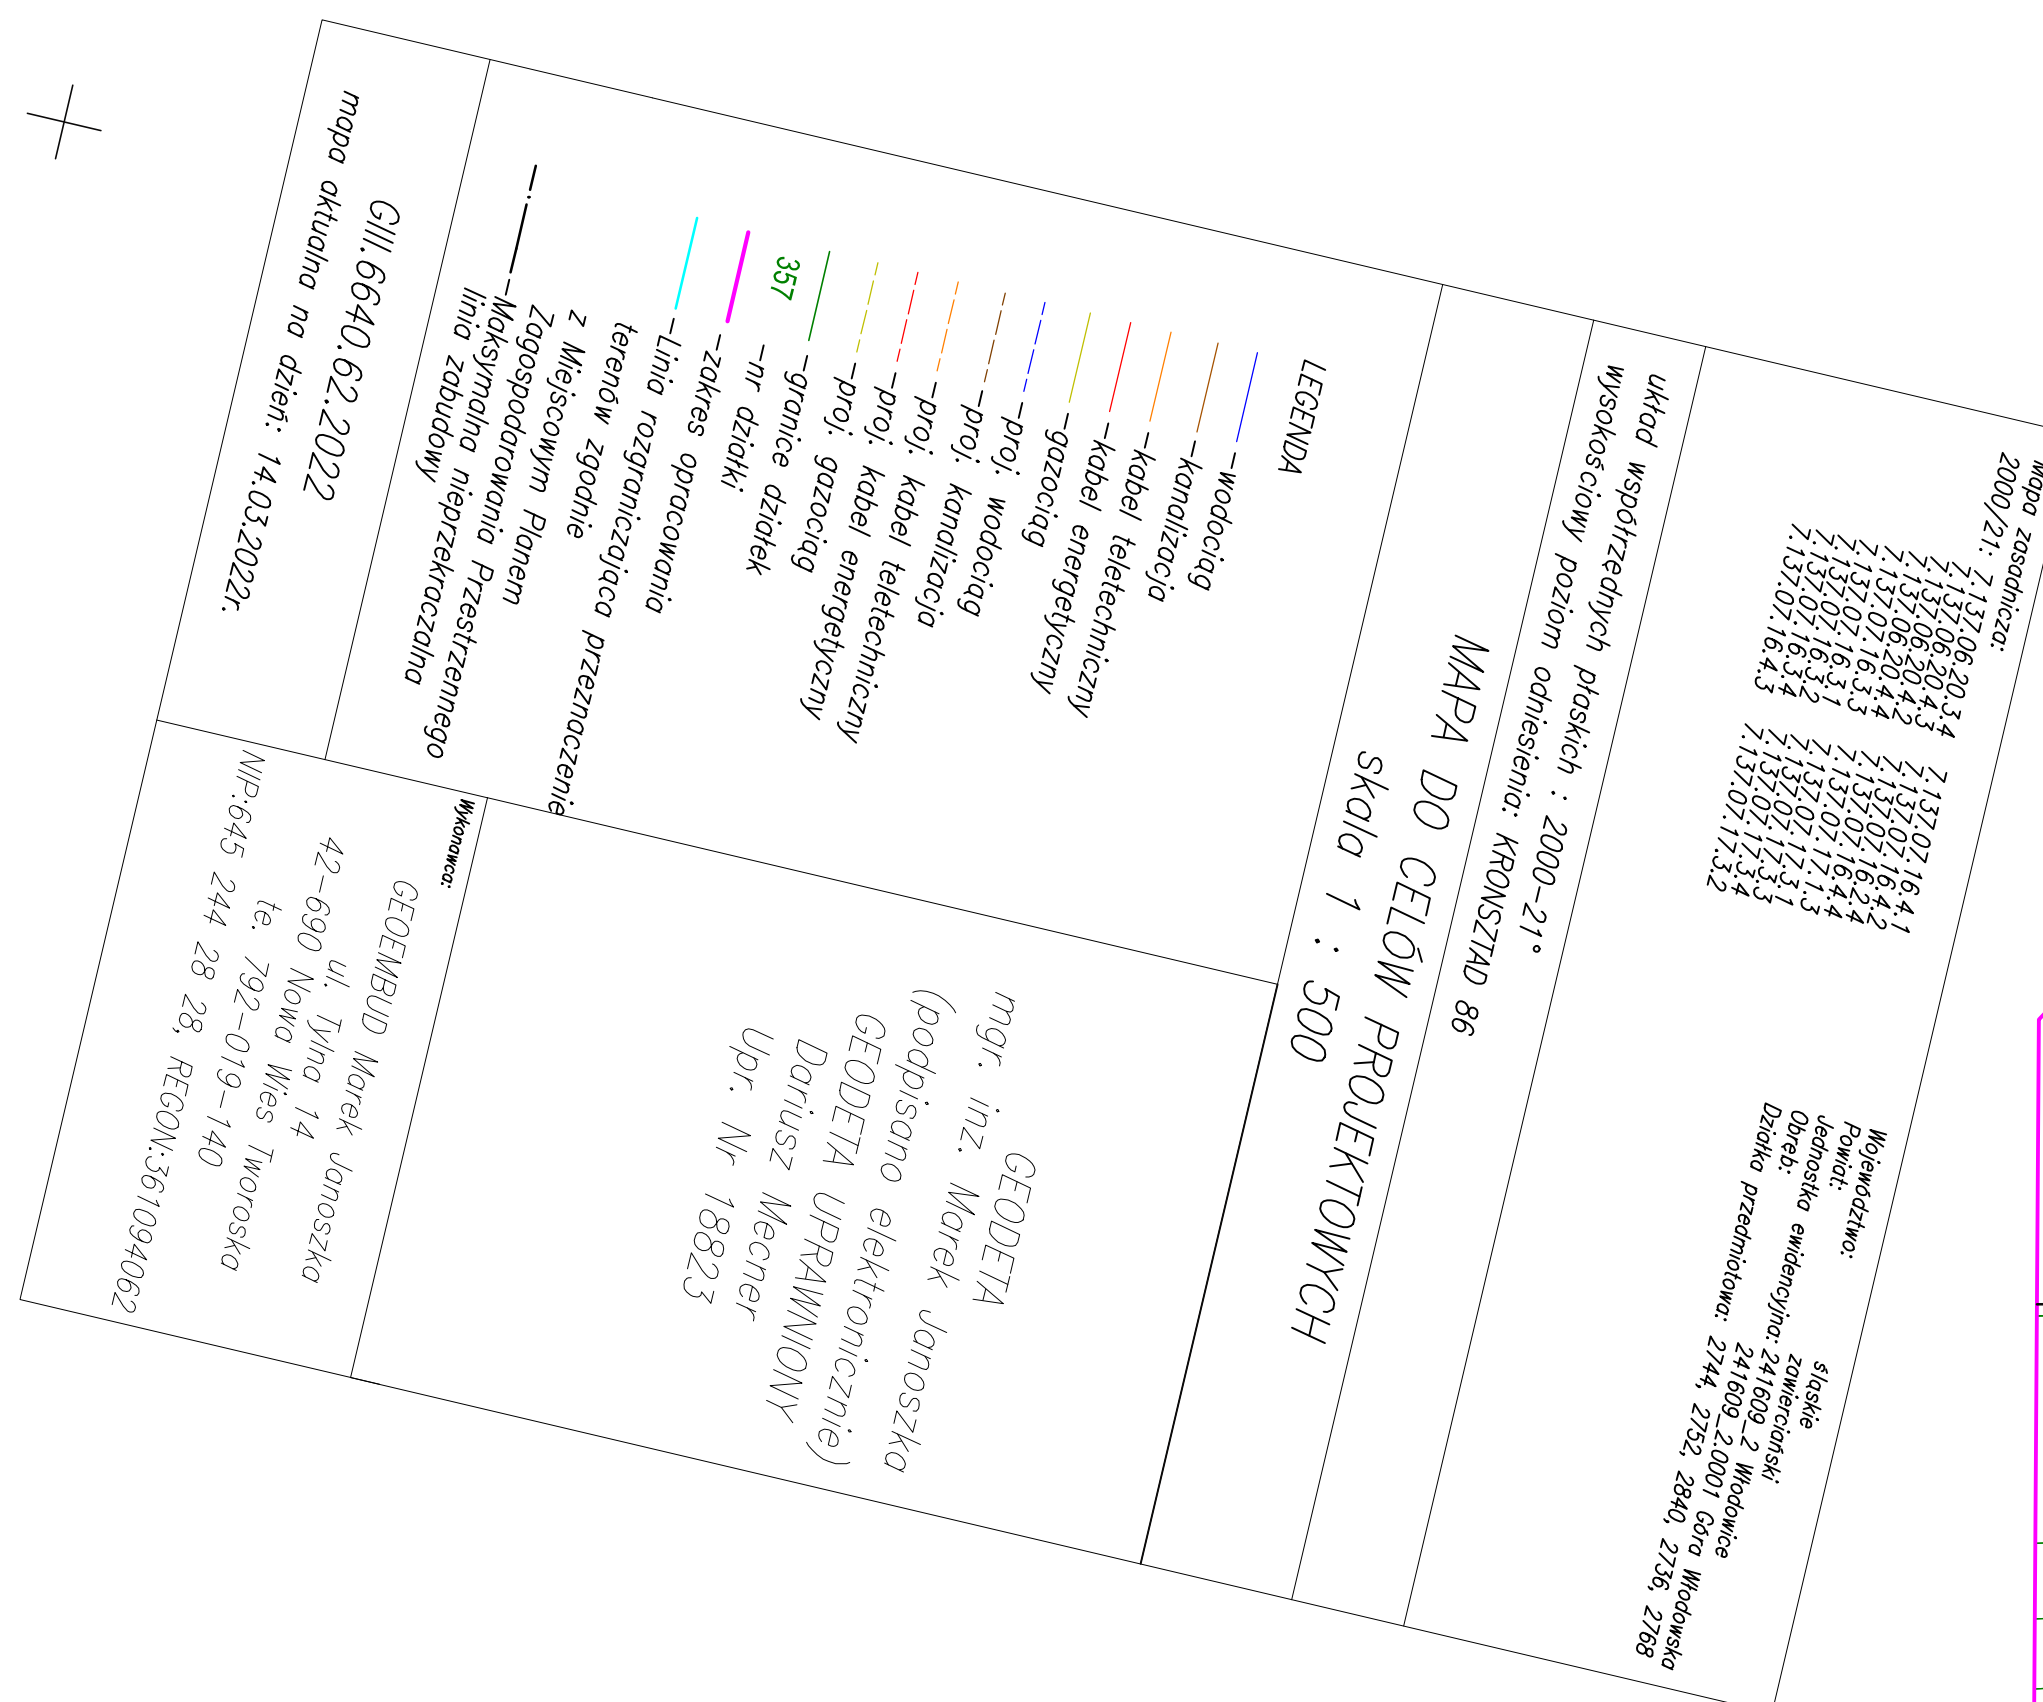 mapa zasadnicza:
2000/21: 7.137.06.20.3.4 7.137.07.16.4.1
7.137.06.20.4.3 7.137.07.16.4.2
7.137.06.20.4.2 7.137.07.16.2.4
7.137.06.20.4.4 7.137.07.16.4.4
7.137.07.16.3.3 7.137.07.17.1.3
7.137.07.16.3.1 7.137.07.17.3.1
7.137.07.16.3.2 7.137.07.17.3.3
7.137.07.16.3.4 7.137.07.17.3.4
7.137.07.16.4.3 7.137.07.17.3.2
Województwo: śląskie
Powiat: zawierciański
Jednostka ewidencyjna: 241609_2 Włodowice
Obręb: 241609_2.0001 Góra Włodowska
Działka przedmiotowa: 2744, 2752, 2840, 2736, 2768
układ współrzędnych płaskich : 2000-21°
wysokościowy poziom odniesienia: KRONSZTAD 86
MAPA DO CELÓW PROJEKTOWYCH
skala 1 : 500
LEGENDA
-wodociąg
-kanalizacja
-kabel teletechniczny
-kabel energetyczny
-gazociąg
-proj. wodociąg
-proj. kanalizacja
-proj. kabel teletechniczny
-proj. kabel energetyczny
-proj. gazociąg
-granice działek
357 -nr działki
-zakres opracowania
-Linia rozgraniczająca przeznaczenie
terenów zgodnie
z Miejscowym Planem
Zagospodarowania Przestrzennego
-Maksymalna nieprzekraczalna
linia zabudowy
GEODETA
mgr. inż. Marek Janoszka
(podpisano elektronicznie)
GEODETA UPRAWNIONY
Dariusz Mecner
Upr. Nr 18823
GIII.6640.62.2022
mapa aktualna na dzień: 14.03.2022r.
Wykonawca:
GEOEMBUD Marek Janoszka
ul. Tylna 14
42-690 Nowa Wieś Tworoska
te. 792-019-140
NIP:645 244 28 28, REGON:361094062